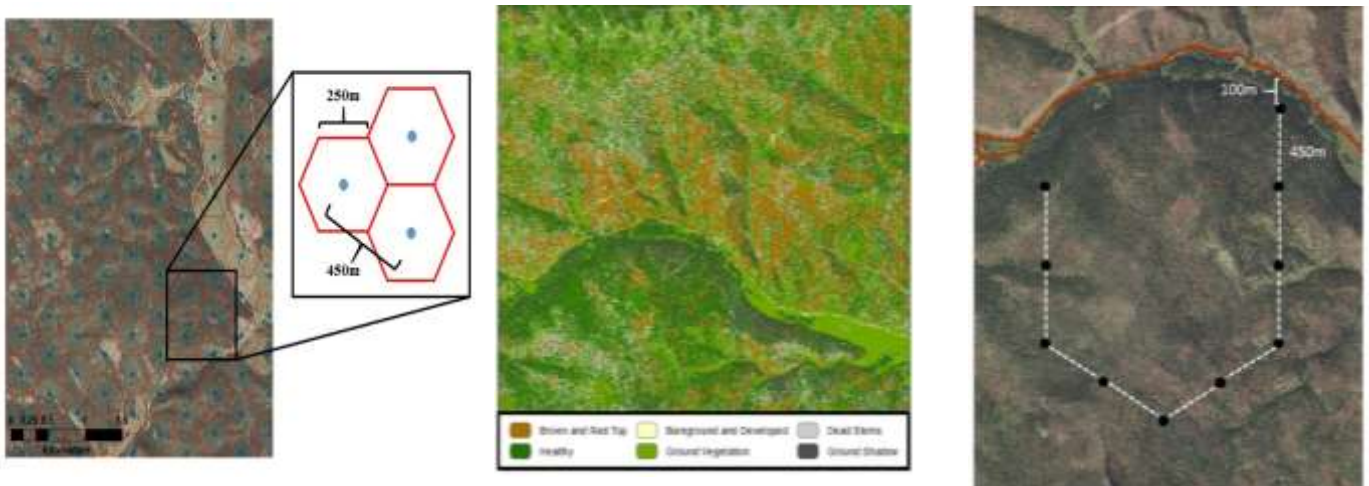 250m
450m
Brown and Red Top
Bareground and Developed
Dead Stems
Healthy
Ground Vegetation
Ground Shadow
100m
450m